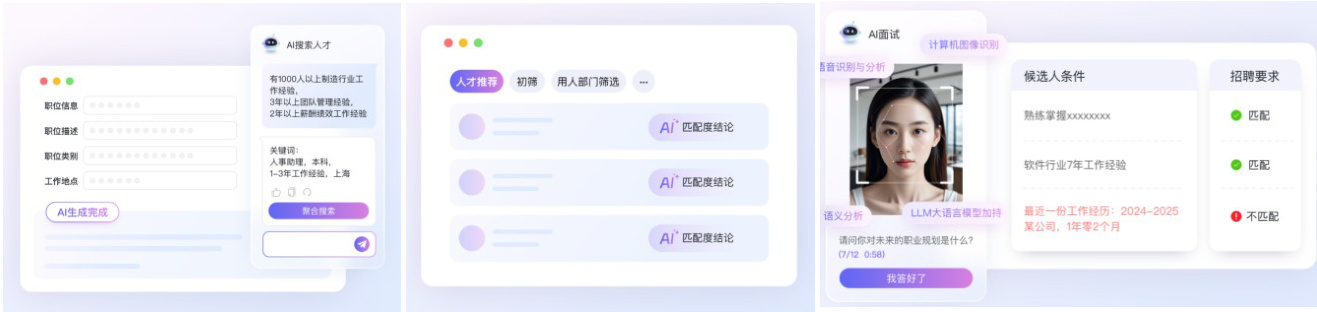 AI搜索人才
有1000人以上制造行业工
作经验,
3年以上团队管理经验,
2年以上薪酬绩效工作经验
关键词:
人事助理, 本科,
1-3年工作经验, 上海
聚合搜索
职位信息
职位描述
职位类别
工作地点
AI生成完成
人才推荐
初筛
用人部门筛选
...
AI 匹配度结论
AI 匹配度结论
AI 匹配度结论
AI面试
计算机图像识别
语音识别与分析
语义分析
LLM大语言模型加持
请问你对未来的职业规划是什么?
(7/12 0:58)
我答好了
候选人条件
招聘要求
熟练掌握xxxxxxxx
匹配
软件行业7年工作经验
匹配
最近一份工作经历: 2024-2025
某公司, 1年零2个月
不匹配